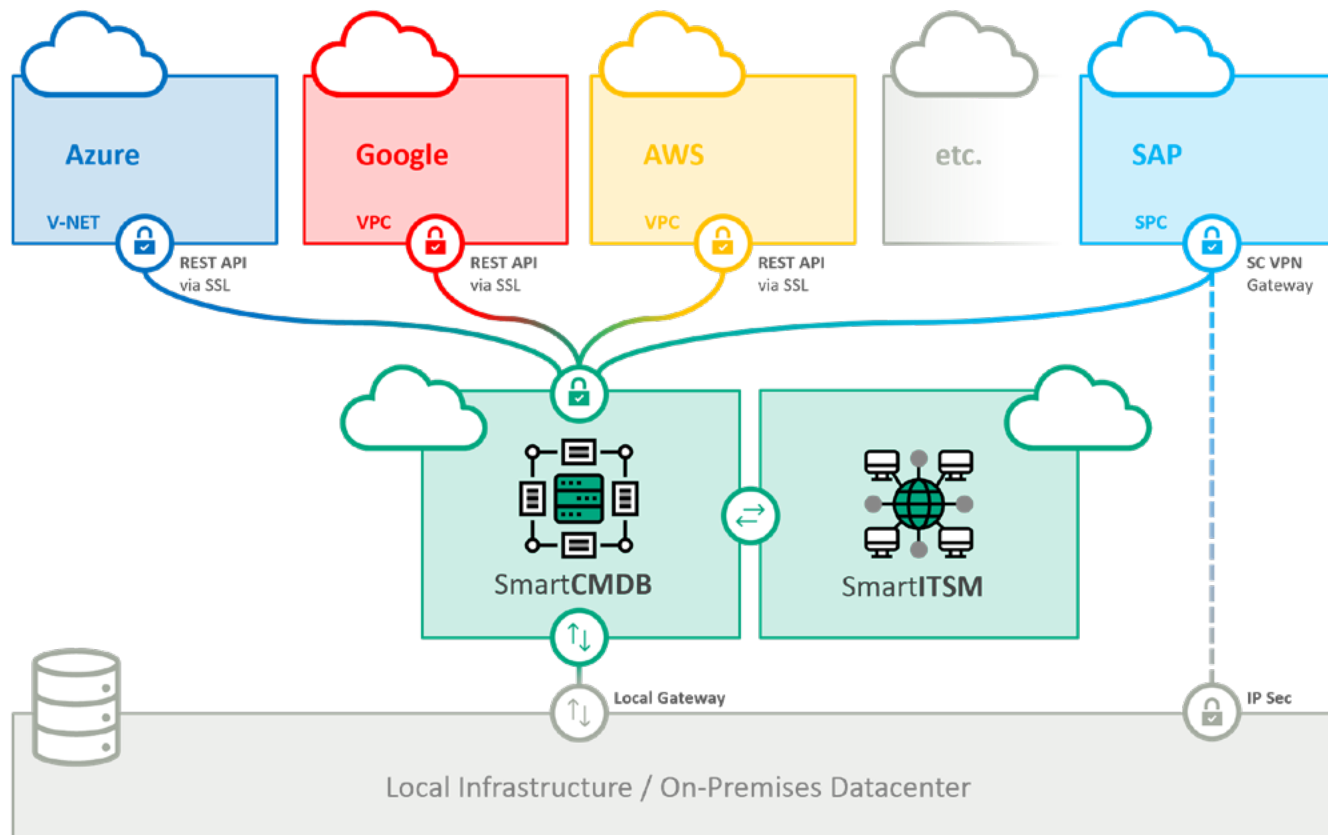 Azure
Google
AWS
etc.
SAP
V-NET
VPC
VPC
SPC
REST API
via SSL
REST API
via SSL
REST API
via SSL
SC VPN
Gateway
SmartCMDB
SmartITSM
Local Gateway
IP Sec
Local Infrastructure / On-Premises Datacenter